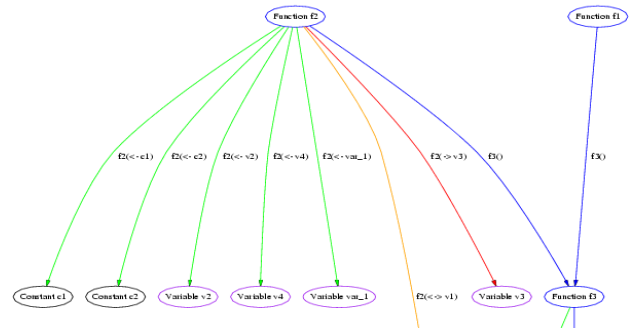 Function f2
Function f1
f2(<- c1)
f2(<- c2)
f2(<- v2)
f2(<- v4)
f2(<- var_1)
f2(-> v3)
f3()
f3()
Constant c1
Constant c2
Variable v2
Variable v4
Variable var_1
f2(<-> v1)
Variable v3
Function f3